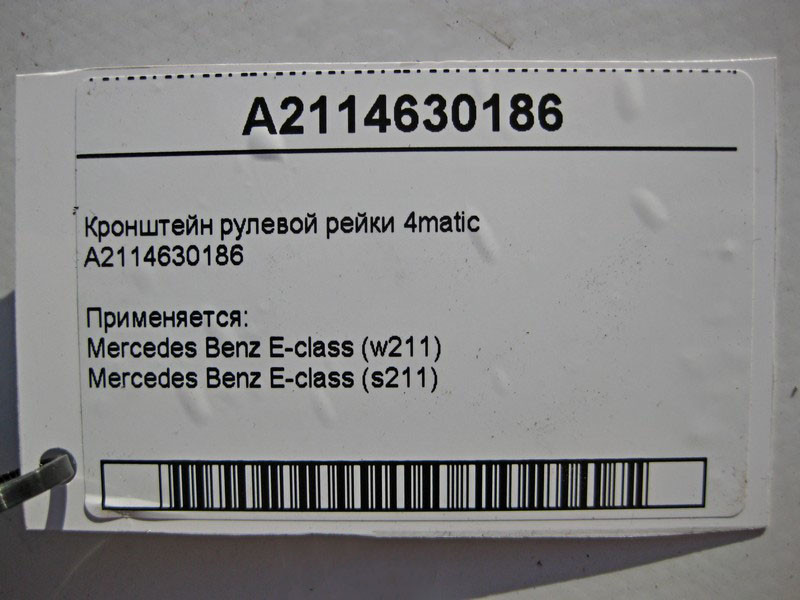 A2114630186
Кронштейн рулевой рейки 4matic
A2114630186
Применяется:
Mercedes Benz E-class (w211)
Mercedes Benz E-class (s211)